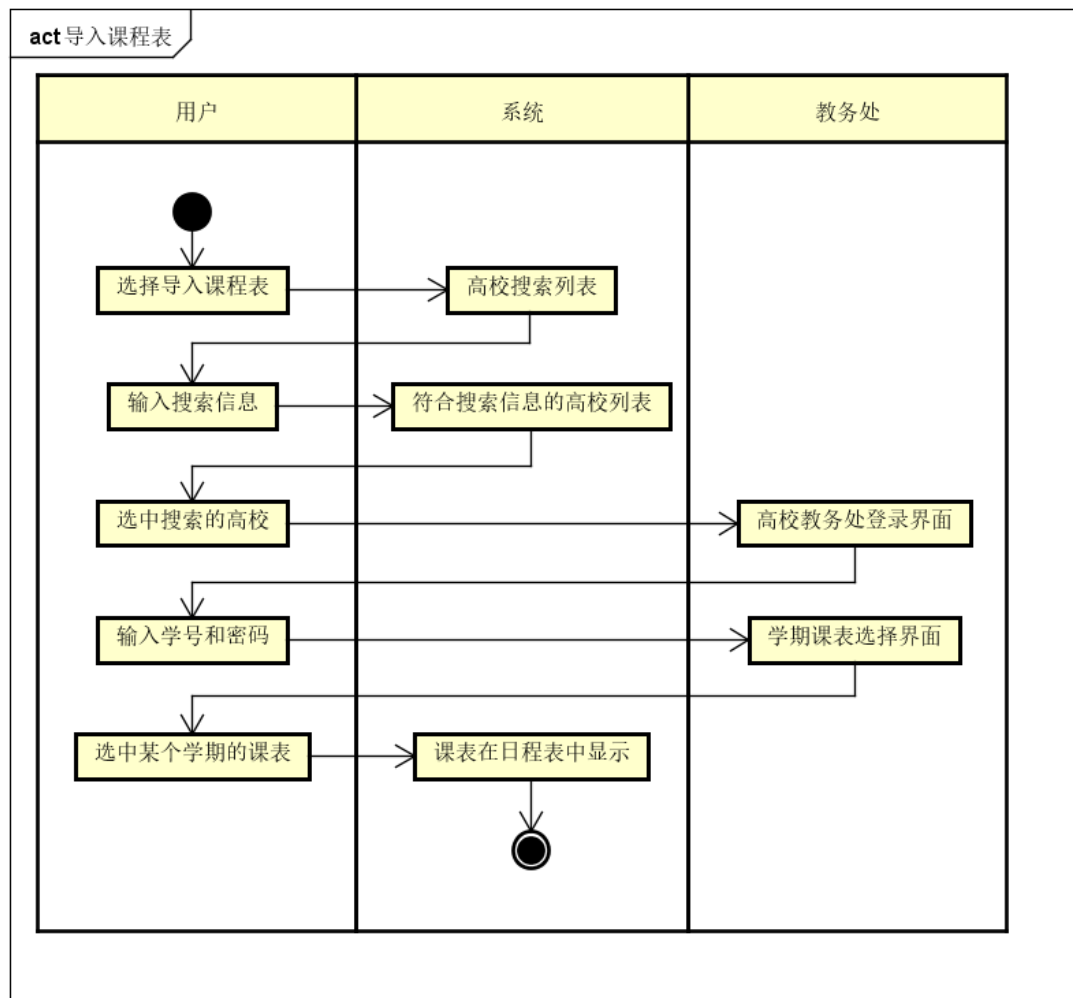 act 导入课程表
用户
系统
教务处
选择导入课程表
高校搜索列表
输入搜索信息
符合搜索信息的高校列表
选中搜索的高校
高校教务处登录界面
输入学号和密码
学期课表选择界面
选中某个学期的课表
课表在日程表中显示